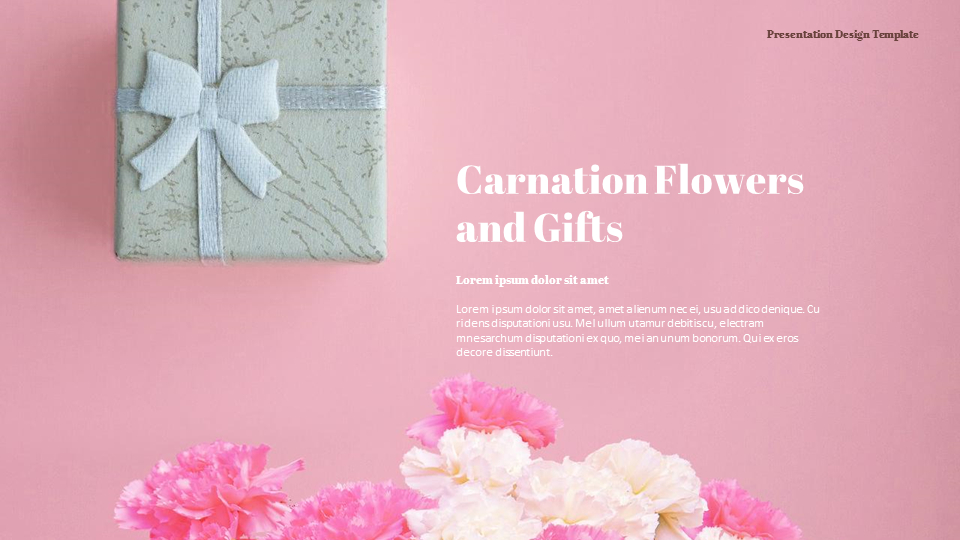 Presentation Design Template
Carnation Flowers
and Gifts
Lorem ipsum dolor sit amet
Lorem ipsum dolor sit amet, amet alienum nec ei, usu ad dico denique. Cu
ridens disputationi usu. Mel ullum utamur debitis cu, electram
mnesarchum disputationi ex quo, mei an unum bonorum. Qui ex eros
decore dissentiunt.